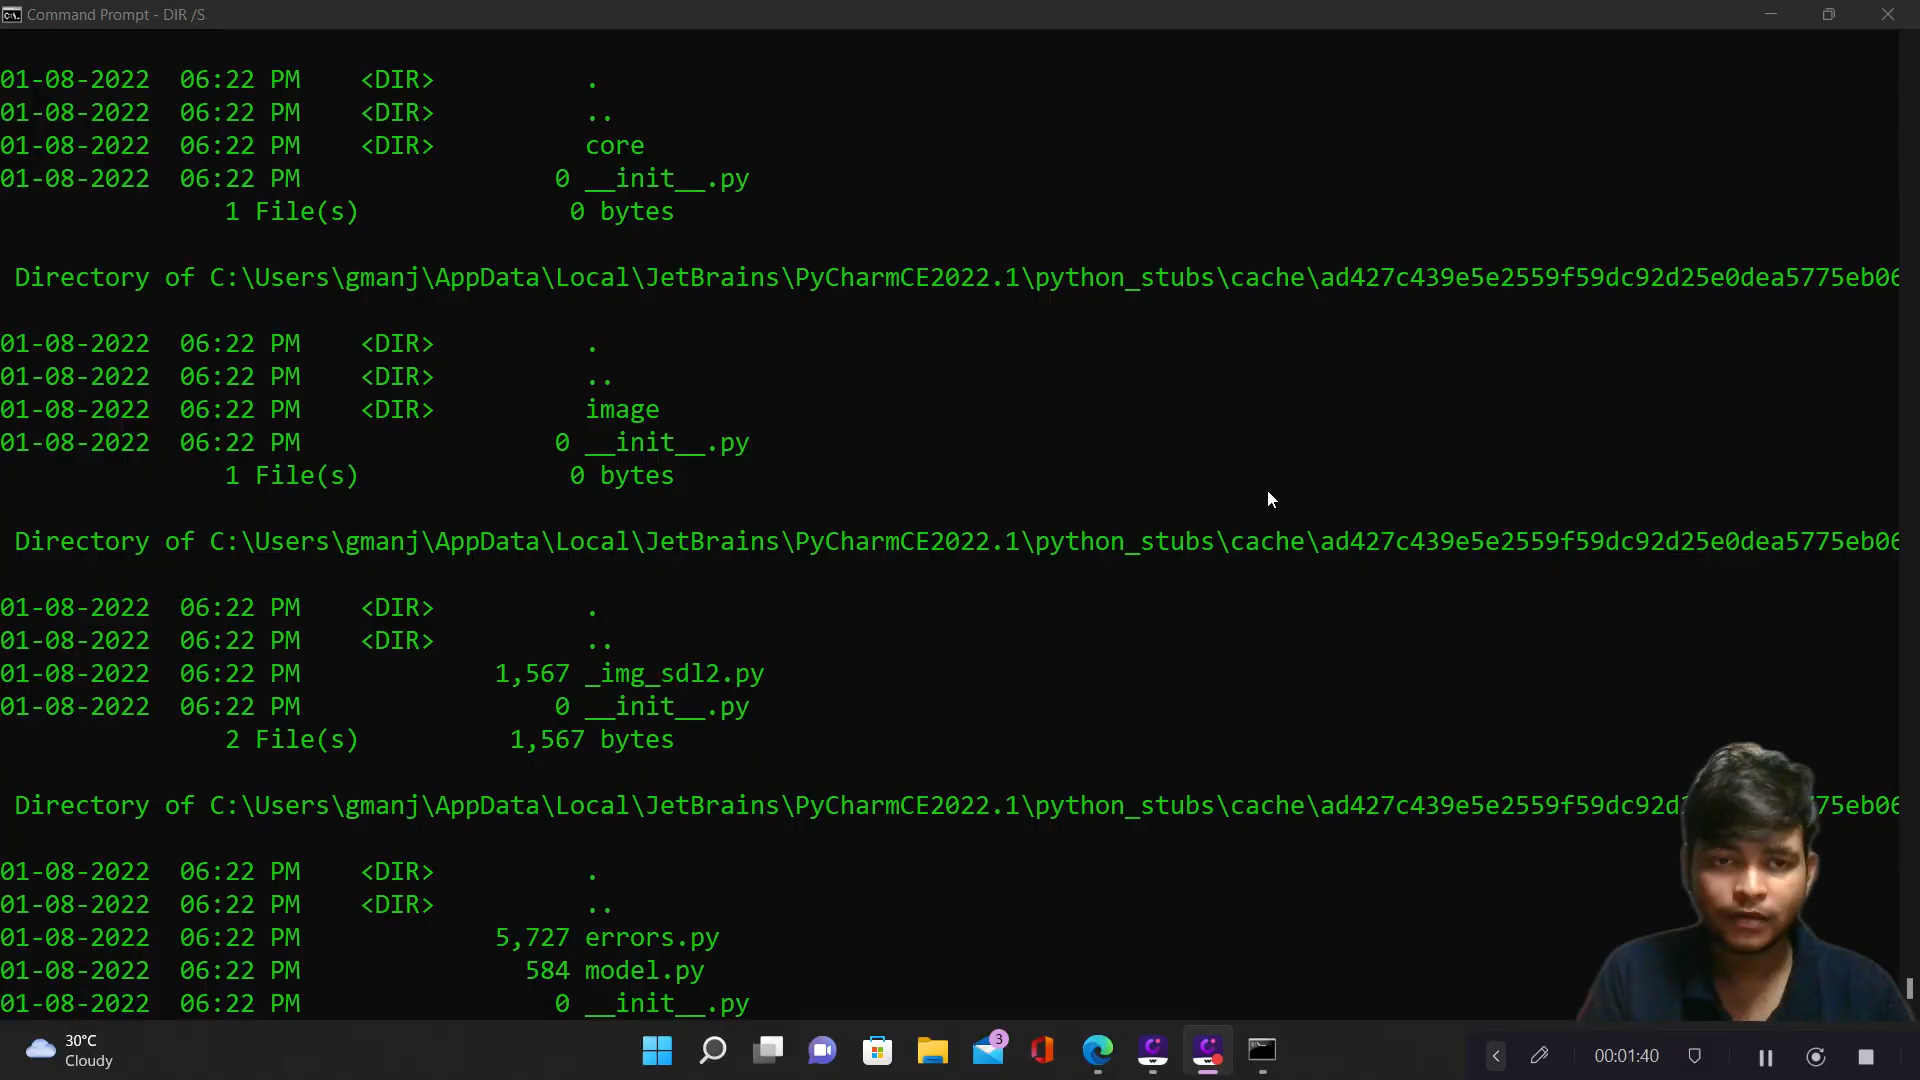 Command Prompt - DIR /S
01-08-2022  06:22 PM    <DIR>          .
01-08-2022  06:22 PM    <DIR>          ..
01-08-2022  06:22 PM    <DIR>          core
01-08-2022  06:22 PM                 0 __init__.py
               1 File(s)              0 bytes
 Directory of C:\Users\gmanj\AppData\Local\JetBrains\PyCharmCE2022.1\python_stubs\cache\ad427c439e5e2559f59dc92d25e0dea5775eb06
01-08-2022  06:22 PM    <DIR>          .
01-08-2022  06:22 PM    <DIR>          ..
01-08-2022  06:22 PM    <DIR>          image
01-08-2022  06:22 PM                 0 __init__.py
               1 File(s)              0 bytes
 Directory of C:\Users\gmanj\AppData\Local\JetBrains\PyCharmCE2022.1\python_stubs\cache\ad427c439e5e2559f59dc92d25e0dea5775eb06
01-08-2022  06:22 PM    <DIR>          .
01-08-2022  06:22 PM    <DIR>          ..
01-08-2022  06:22 PM             1,567 _img_sdl2.py
01-08-2022  06:22 PM                 0 __init__.py
               2 File(s)          1,567 bytes
 Directory of C:\Users\gmanj\AppData\Local\JetBrains\PyCharmCE2022.1\python_stubs\cache\ad427c439e5e2559f59dc92d 75eb06
01-08-2022  06:22 PM    <DIR>          .
01-08-2022  06:22 PM    <DIR>          ..
01-08-2022  06:22 PM             5,727 errors.py
01-08-2022  06:22 PM               584 model.py
01-08-2022  06:22 PM                 0 __init__.py
30°C
Cloudy
3
00:01:40